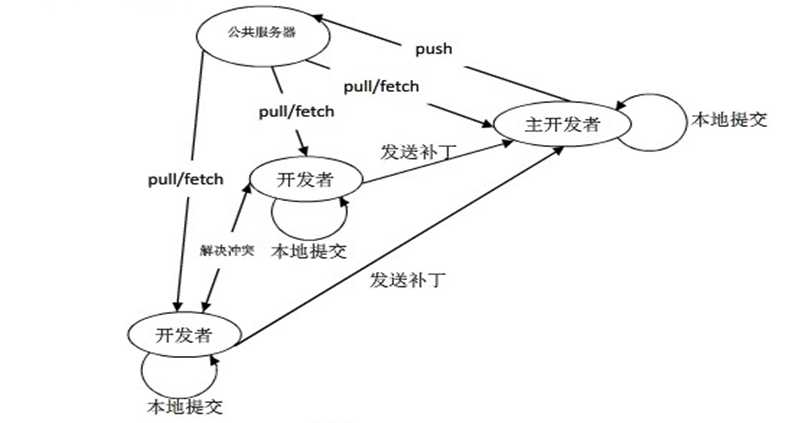 公共服务器
push
pull/fetch
pull/fetch
主开发者
本地提交
发送补丁
pull/fetch
开发者
解决冲突
本地提交
发送补丁
开发者
本地提交